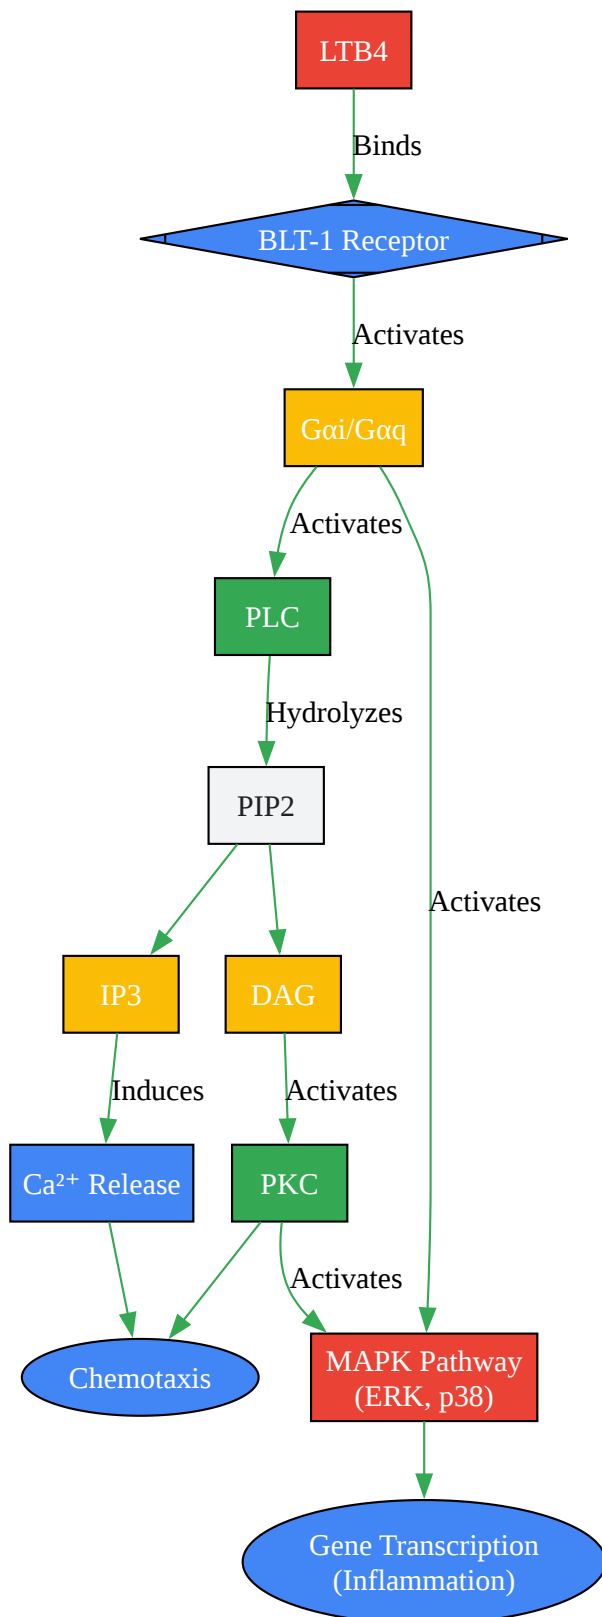 LTB4
Binds
BLT-1 Receptor
Activates
Gαi/Gαq
Activates
PLC
Hydrolyzes
PIP2
Activates
IP3
DAG
Induces
Activates
Ca²⁺ Release
PKC
Activates
Chemotaxis
MAPK Pathway
(ERK, p38)
Gene Transcription
(Inflammation)